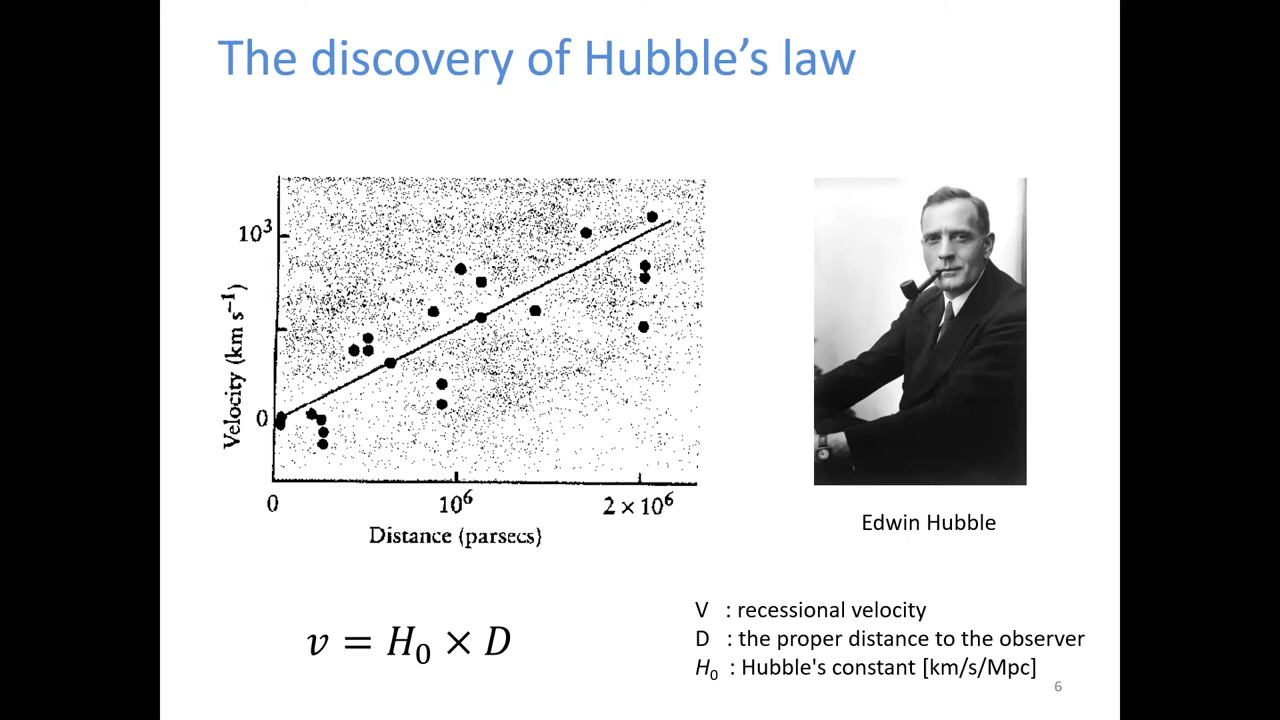 The discovery of Hubble's law
10³
Velocity (km s⁻¹)
0
0 10⁶ 2 × 10⁶
Distance (parsecs)
Edwin Hubble
v = H₀ × D
V : recessional velocity
D : the proper distance to the observer
H₀ : Hubble's constant [km/s/Mpc]
6